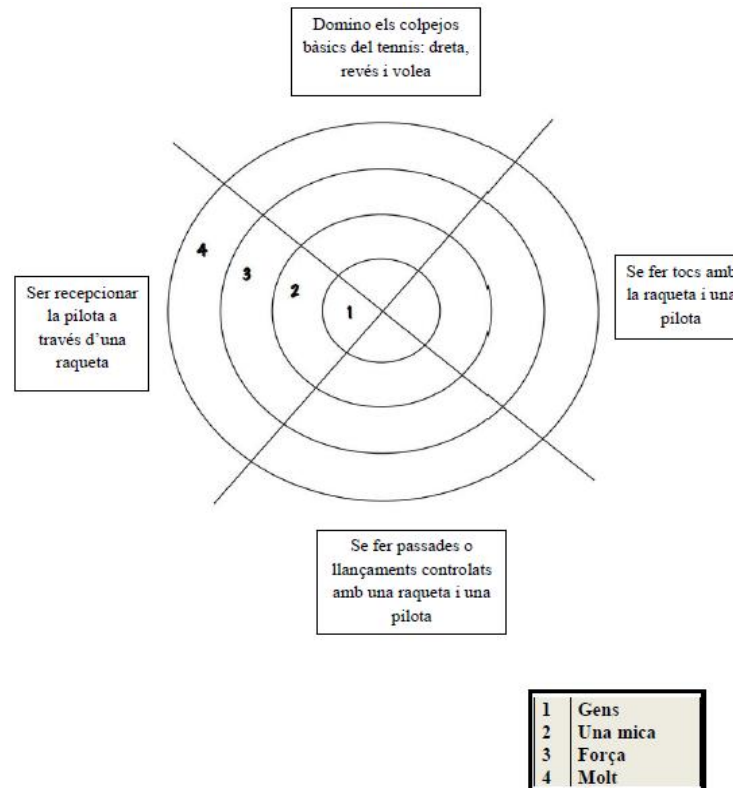 Domino els colpejos
bàsics del tennis: dreta,
revés i volea
4
3
2
1
Ser recepcionar
la pilota a
través d'una
raqueta
Se fer tocs amb
la raqueta i una
pilota
Se fer passades o
llançaments controlats
amb una raqueta i una
pilota
1 Gens
2 Una mica
3 Força
4 Molt